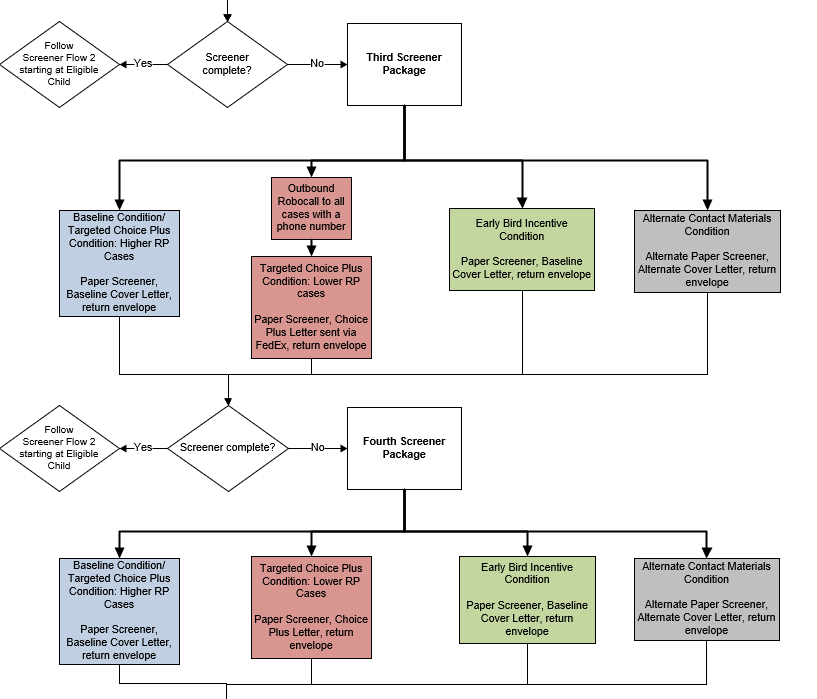 Follow
Screener Flow 2
starting at Eligible
Child
Yes
Screener
complete?
No
Third Screener
Package
Baseline Condition/
Targeted Choice Plus
Condition: Higher RP
Cases
Paper Screener,
Baseline Cover Letter,
return envelope
Outbound
Robocall to all
cases with a
phone number
Targeted Choice Plus
Condition: Lower RP
cases
Paper Screener, Choice
Plus Letter sent via
FedEx, return envelope
Early Bird Incentive
Condition
Paper Screener, Baseline
Cover Letter, return envelope
Alternate Contact Materials
Condition
Alternate Paper Screener,
Alternate Cover Letter, return
envelope
Follow
Screener Flow 2
starting at Eligible
Child
Yes
Screener complete?
No
Fourth Screener
Package
Baseline Condition/
Targeted Choice Plus
Condition: Higher RP
Cases
Paper Screener,
Baseline Cover Letter,
return envelope
Targeted Choice Plus
Condition: Lower RP
Cases
Paper Screener, Choice
Plus Letter, return
envelope
Early Bird Incentive
Condition
Paper Screener, Baseline
Cover Letter, return
envelope
Alternate Contact Materials
Condition
Alternate Paper Screener,
Alternate Cover Letter, return
envelope